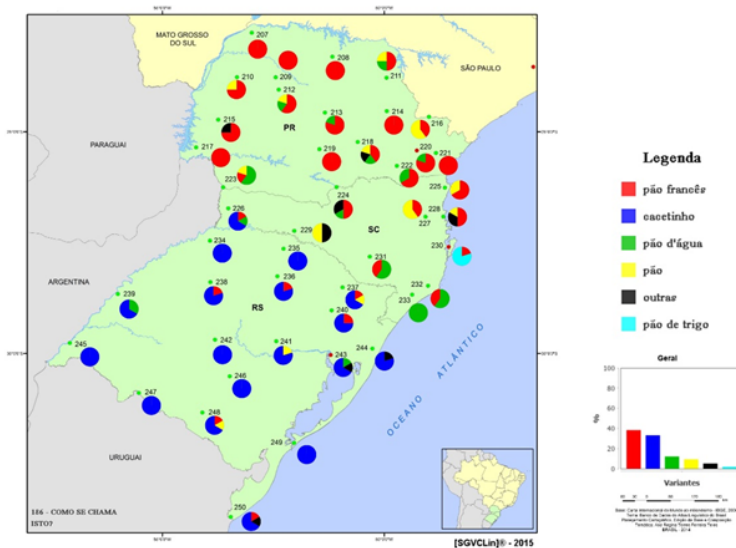 MATO GROSSO
DO SUL
207
208
SÃO PAULO
209
210
211
212
213
214
215
216
PARAGUAI
PR
217
218
219
220
221
222
223
224
225
226
227
228
229
SC
230
231
232
233
234
235
236
237
238
239
240
ARGENTINA
RS
241
242
243
244
245
246
247
248
249
250
URUGUAI
OCEANO ATLÂNTICO
186 - COMO SE CHAMA
ISTO?
[SGVCLin]® - 2015
Legenda
pão francês
cacetinho
pão d'água
pão
outras
pão de trigo
Geral
100
80
60
40
20
0
%
Variantes